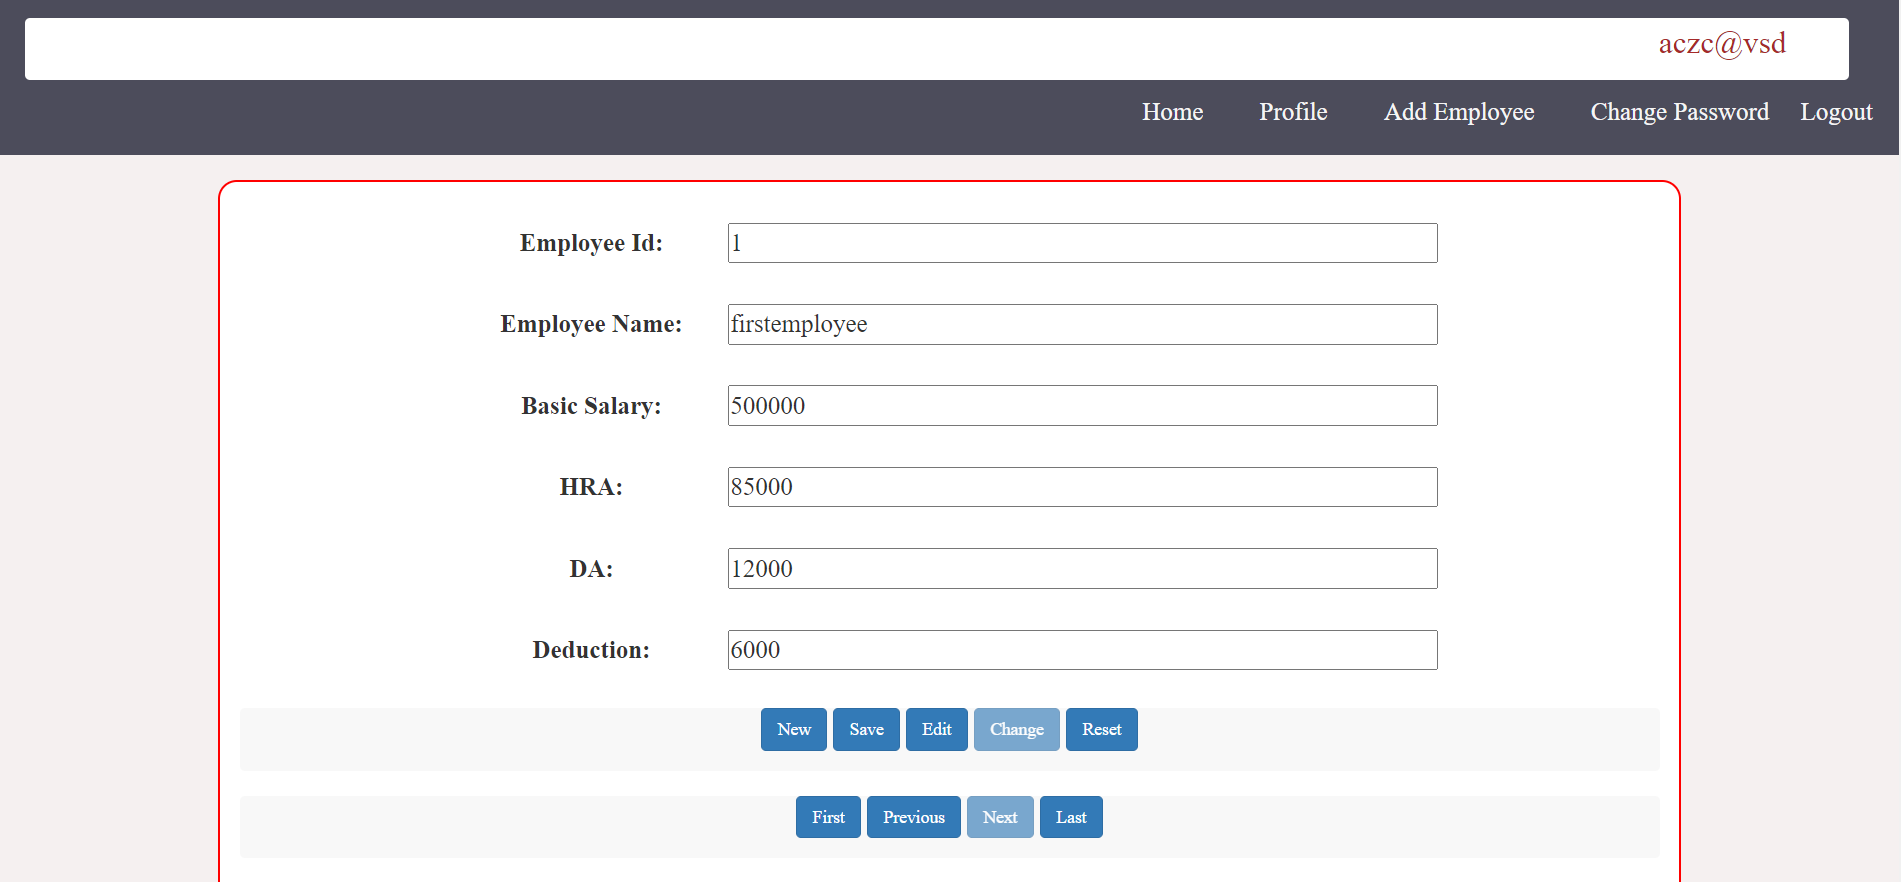 aczc@vsd
Home Profile Add Employee Change Password Logout
Employee Id: 1
Employee Name: firstemployee
Basic Salary: 500000
HRA: 85000
DA: 12000
Deduction: 6000
New Save Edit Change Reset
First Previous Next Last